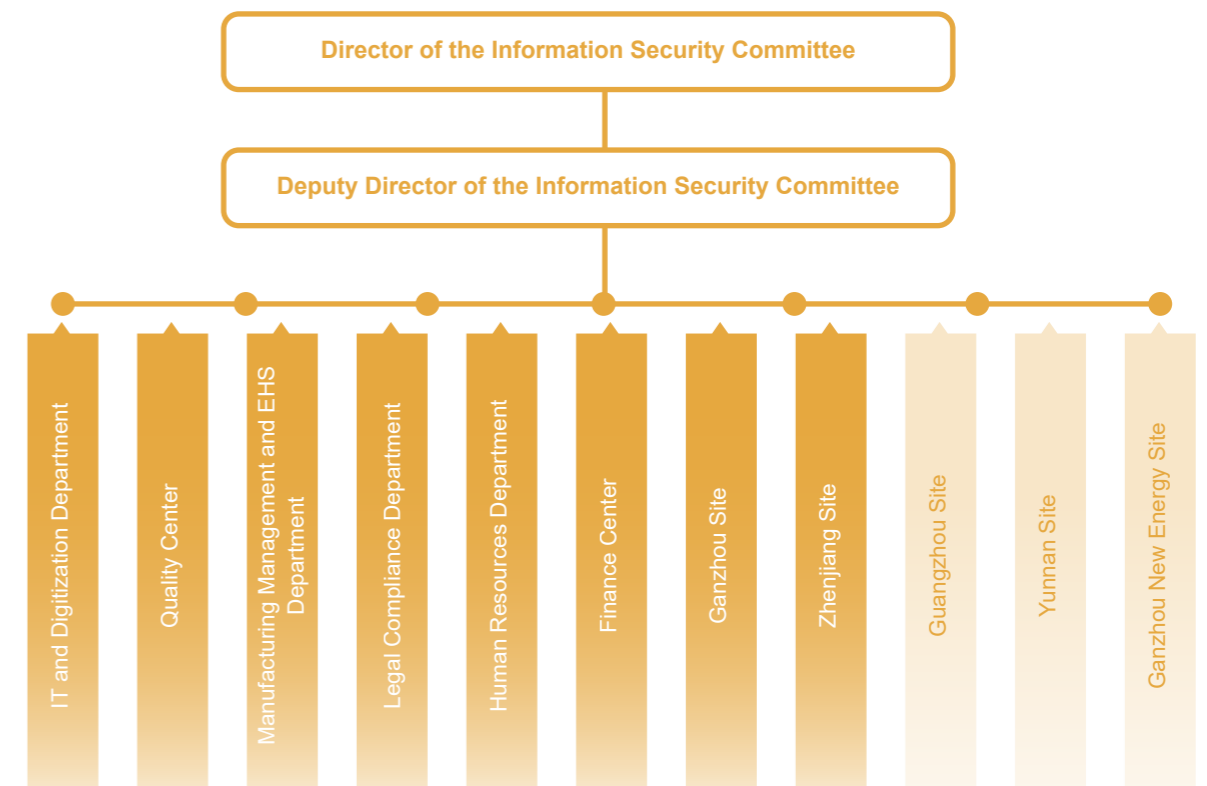 Director of the Information Security Committee
Deputy Director of the Information Security Committee
IT and Digitization Department
Quality Center
Manufacturing Management and EHS
Department
Legal Compliance Department
Human Resources Department
Finance Center
Ganzhou Site
Zhenjiang Site
Guangzhou Site
Yunnan Site
Ganzhou New Energy Site